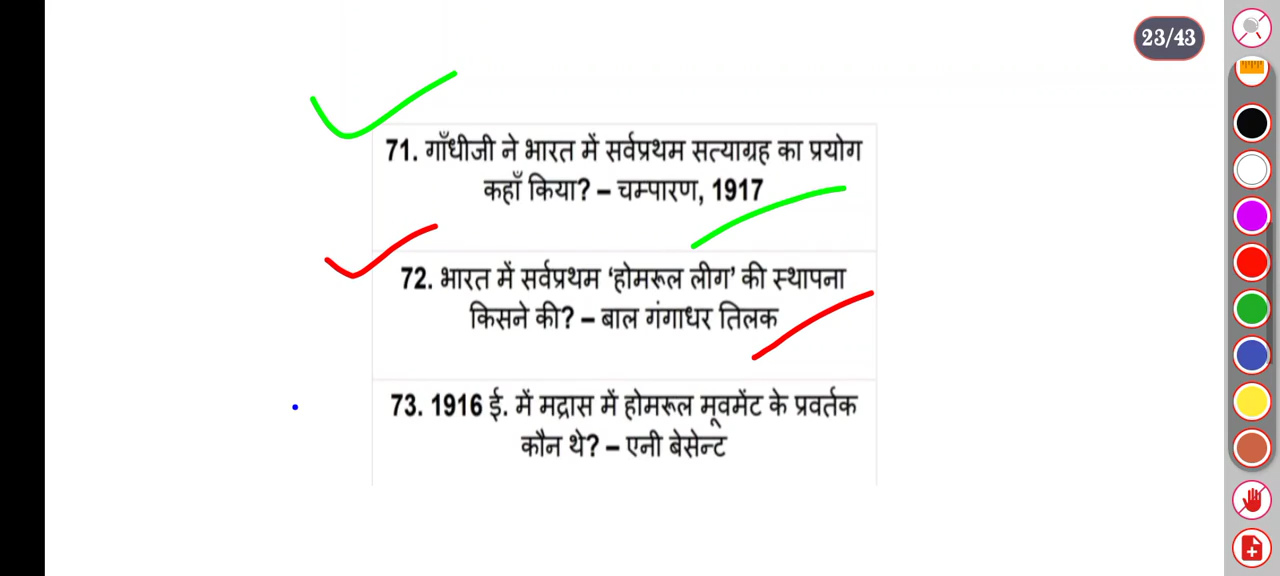 23/43
71. गाँधीजी ने भारत में सर्वप्रथम सत्याग्रह का प्रयोग
कहाँ किया? – चम्पारण, 1917
72. भारत में सर्वप्रथम ‘होमरूल लीग’ की स्थापना
किसने की? – बाल गंगाधर तिलक
73. 1916 ई. में मद्रास में होमरूल मूवमेंट के प्रवर्तक
कौन थे? – एनी बेसेन्ट